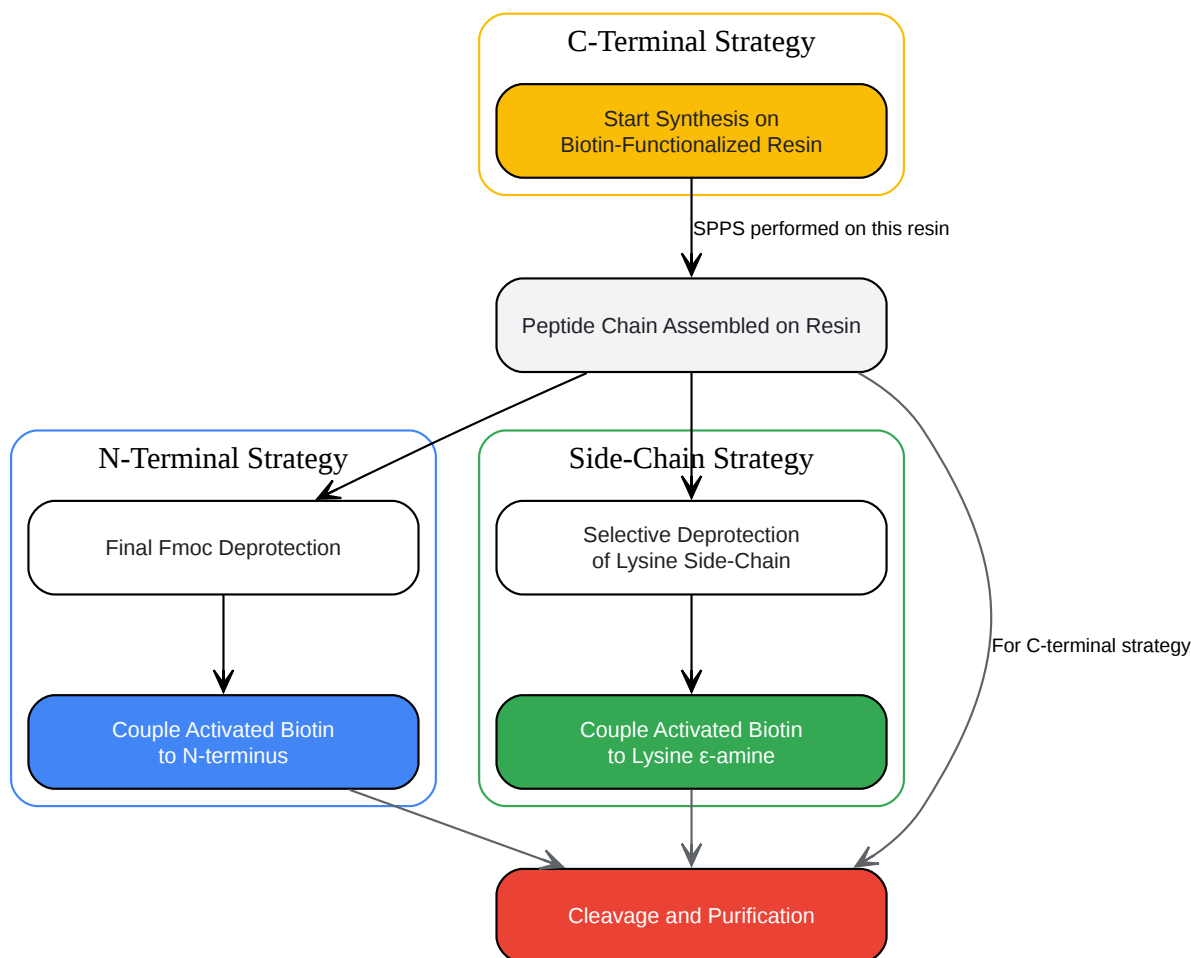 C-Terminal Strategy
Start Synthesis on
Biotin-Functionalized Resin
SPPS performed on this resin
Peptide Chain Assembled on Resin
N-Terminal Strategy
Final Fmoc Deprotection
Couple Activated Biotin
to N-terminus
Side-Chain Strategy
Selective Deprotection
of Lysine Side-Chain
Couple Activated Biotin
to Lysine ε-amine
For C-terminal strategy
Cleavage and Purification